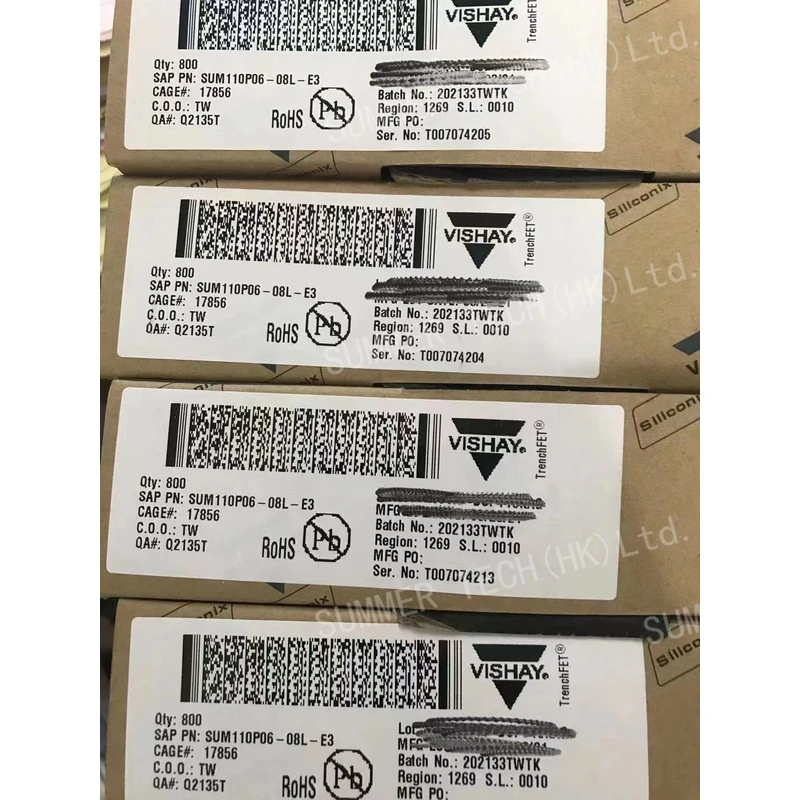 VISHAY®
TrenchFET
Qty: 800
SAP PN: SUM110P06-08L-E3
CAGE#: 17856
C.O.O.: TW
QA#: Q2135T
RoHS
Pb
Batch No.: 202133TWTK
Region: 1269 S.L.: 0010
MFG PO:
Ser. No: T007074205
Siliconix
VISHAY®
TrenchFET®
Qty: 800
SAP PN: SUM110P06-08L-E3
CAGE#: 17856
C.O.O.: TW
QA#: Q2135T
RoHS
Pb
Batch No.: 202133TWTK
Region: 1269 S.L.: 0010
MFG PO:
Ser. No: T007074204
Siliconix
VISHAY®
TrenchFET®
Qty: 800
SAP PN: SUM110P06-08L-E3
CAGE#: 17856
C.O.O.: TW
QA#: Q2135T
RoHS
Pb
MFG
Batch No.: 202133TWTK
Region: 1269 S.L.: 0010
MFG PO:
Ser. No: T007074213
Siliconix
VISHAY®
TrenchFET®
Qty: 800
SAP PN: SUM110P06-08L-E3
CAGE#: 17856
C.O.O.: TW
QA#: Q2135T
RoHS
Pb
Batch No.: 202133TWTK
Region: 1269 S.L.: 0010
MFG PO:
SUMMER TECH(HK)Ltd.